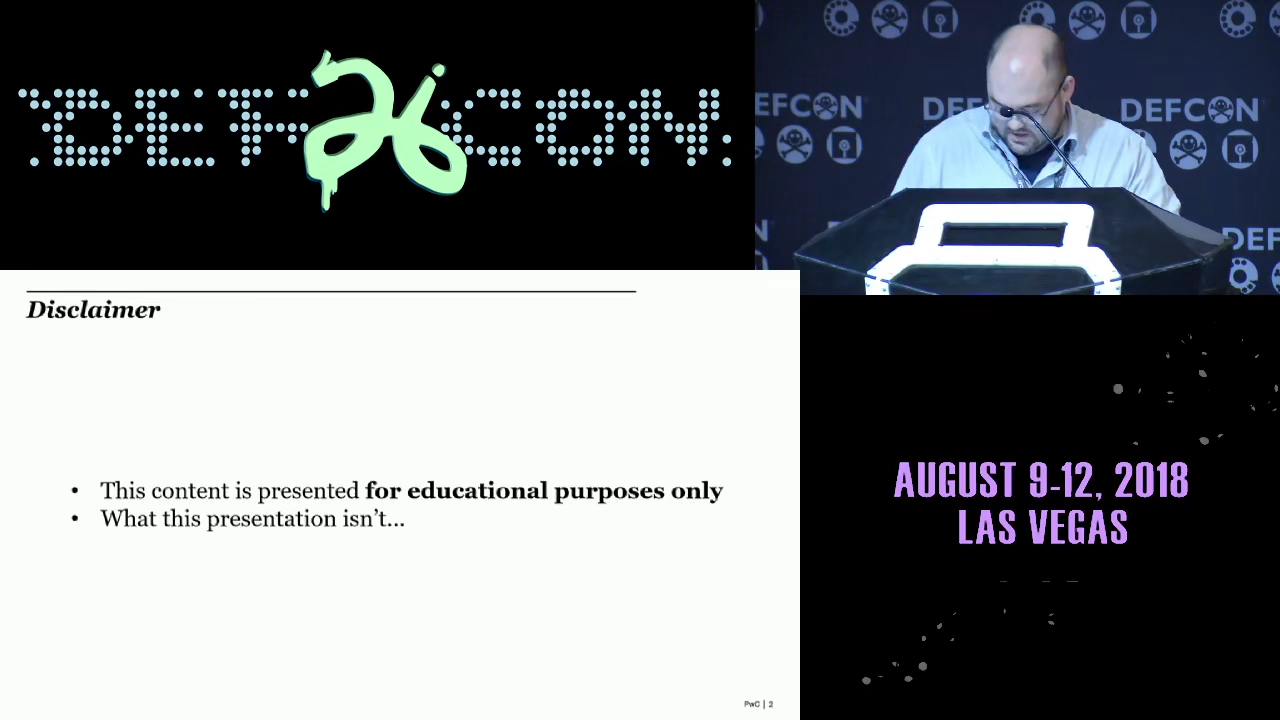 DEF CON
26
DEFCON
DEFCON
DEFCON
DEF
Disclaimer
• This content is presented for educational purposes only
• What this presentation isn't...
PwC | 2
AUGUST 9-12, 2018
LAS VEGAS